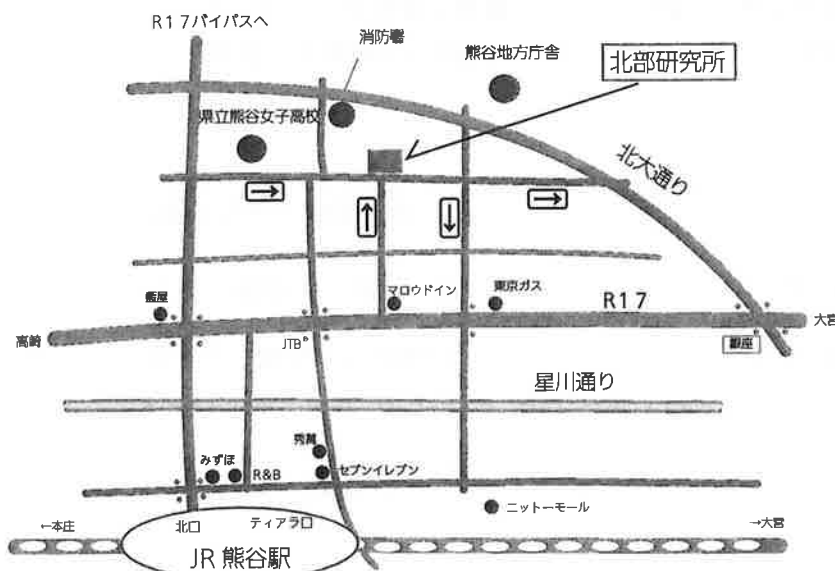 R17バイパスへ
消防署
熊谷地方庁舎
北部研究所
県立熊谷女子高校
北大通り
藍屋
マロウドイン
東京ガス
R17
高崎
大宮
JTB
銀座
星川通り
秀萬
みずほ
R&B
セブンイレブン
ニットーモール
←本庄
北口
ティアラ口
→大宮
JR 熊谷駅